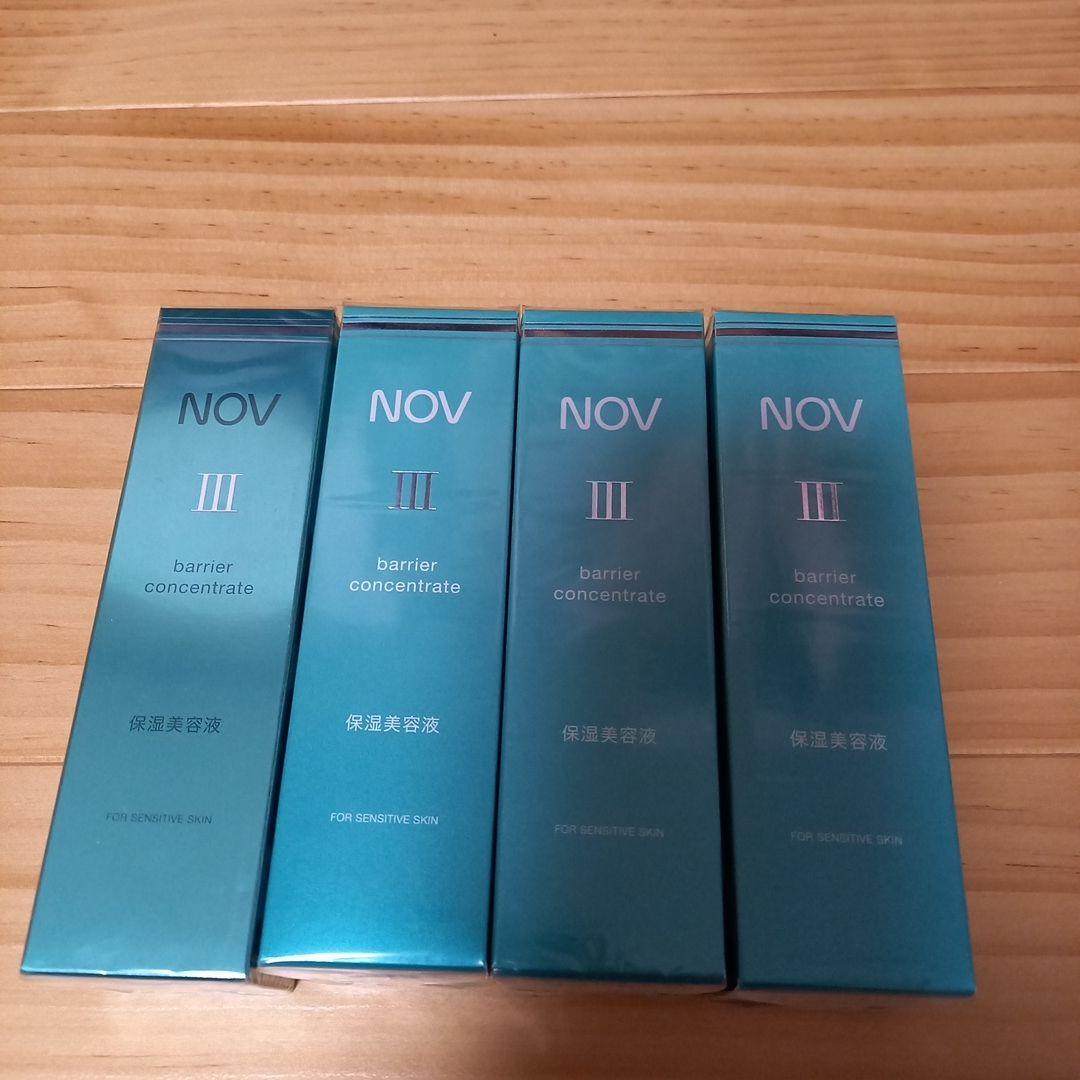 NOV
III
barrier
concentrate
保湿美容液
FOR SENSITIVE SKIN
NOV
III
barrier
concentrate
保湿美容液
FOR SENSITIVE SKIN
NOV
III
barrier
concentrate
保湿美容液
FOR SENSITIVE SKIN
NOV
III
barrier
concentrate
保湿美容液
FOR SENSITIVE SKIN